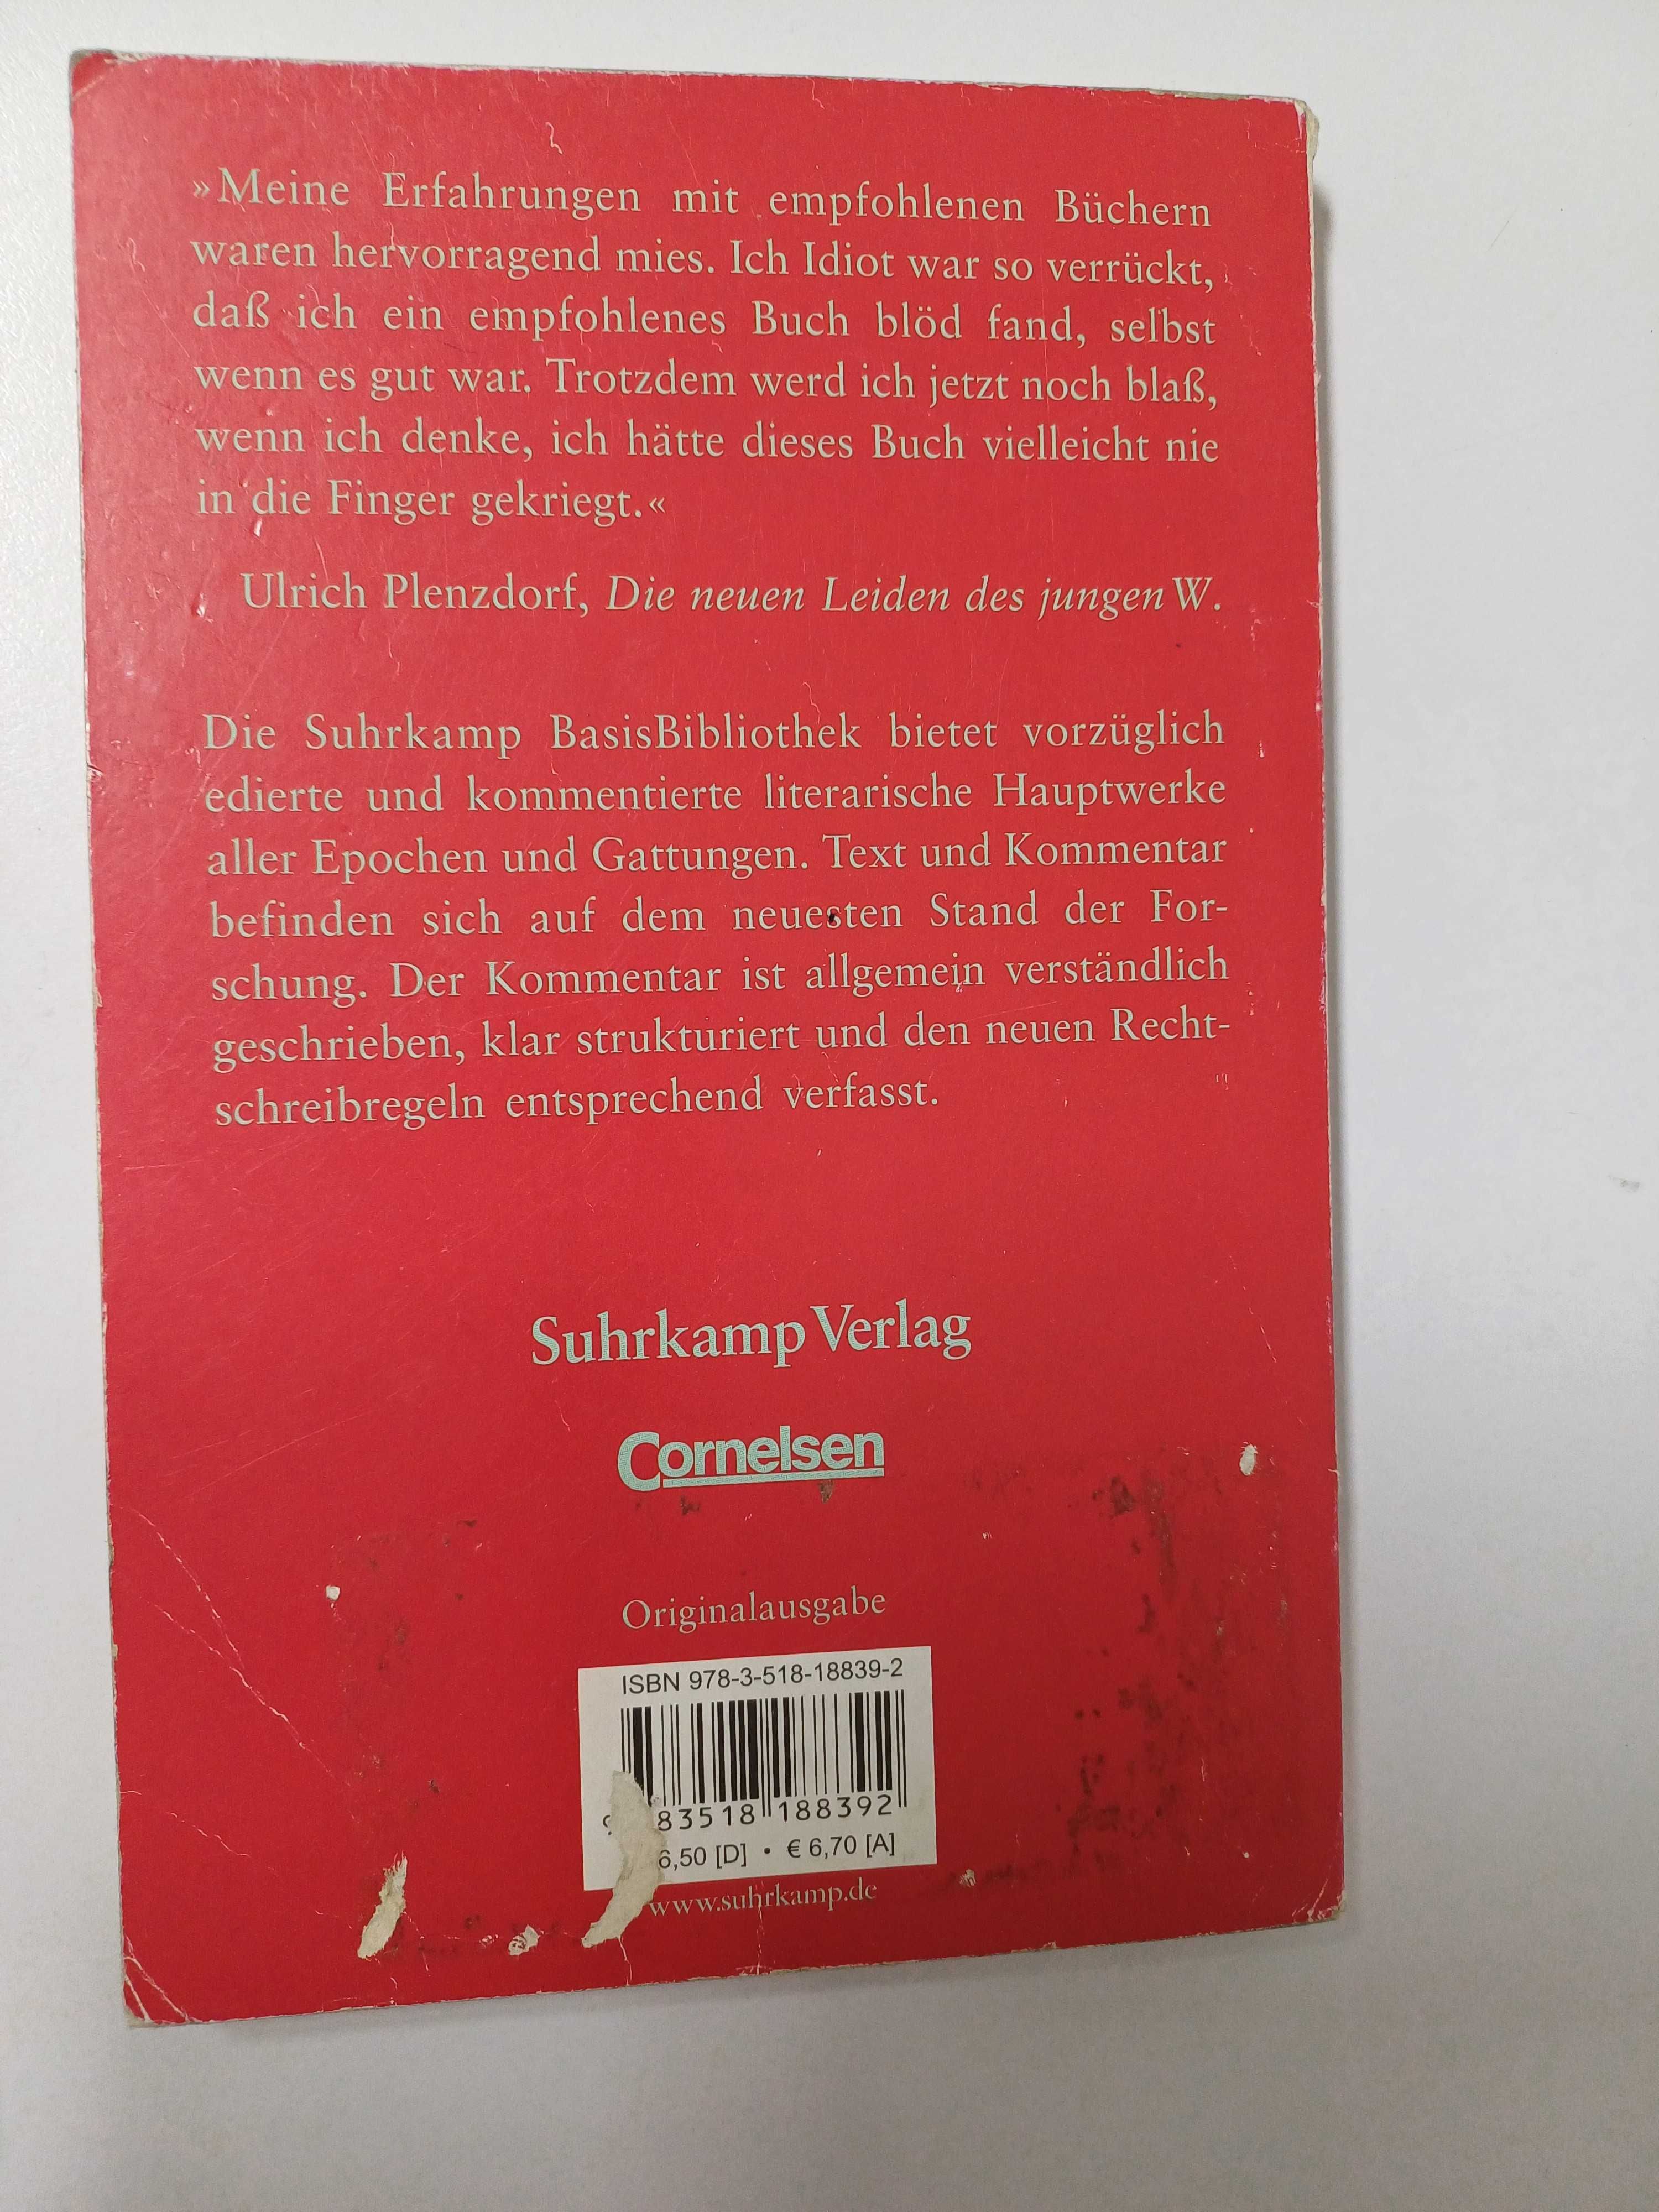 »Meine Erfahrungen mit empfohlenen Büchern
waren hervorragend mies. Ich Idiot war so verrückt,
daß ich ein empfohlenes Buch blöd fand, selbst
wenn es gut war. Trotzdem werd ich jetzt noch blaß,
wenn ich denke, ich hätte dieses Buch vielleicht nie
in die Finger gekriegt.«
Ulrich Plenzdorf, Die neuen Leiden des jungen W.
Die Suhrkamp BasisBibliothek bietet vorzüglich
edierte und kommentierte literarische Hauptwerke
aller Epochen und Gattungen. Text und Kommentar
befinden sich auf dem neuesten Stand der For-
schung. Der Kommentar ist allgemein verständlich
geschrieben, klar strukturiert und den neuen Recht-
schreibregeln entsprechend verfasst.
Suhrkamp Verlag
Cornelsen
Originalausgabe
ISBN 978-3-518-18839-2
83518 188392
6,50 [D] • € 6,70 [A]
www.suhrkamp.de